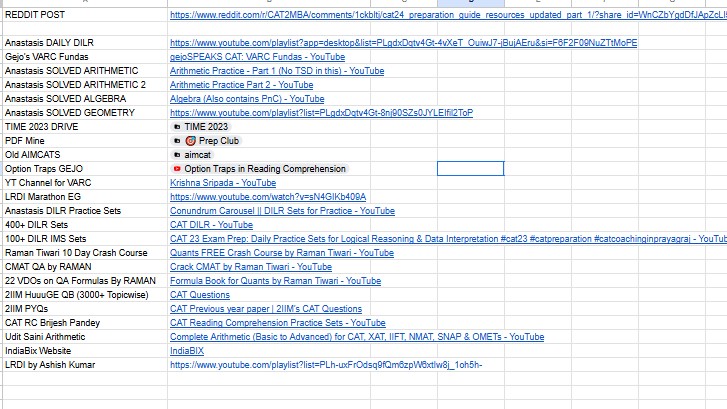 REDDIT POST https://www.reddit.com/r/CAT2MBA/comments/1ckbltj/cat24_preparation_guide_resources_updated_part_1/?share_id=WnCZbYgdDfJApZcLl
Anastasis DAILY DILR https://www.youtube.com/playlist?app=desktop&list=PLgdxDqtv4Gt-4vXeT_OuiwJ7-jBujAEru&si=F6F2F09NuZTtMoPE
Gejo's VARC Fundas gejoSPEAKS CAT: VARC Fundas - YouTube
Anastasis SOLVED ARITHMETIC Arithmetic Practice - Part 1 (No TSD in this) - YouTube
Anastasis SOLVED ARITHMETIC 2 Arithmetic Practice Part 2 - YouTube
Anastasis SOLVED ALGEBRA Algebra (Also contains PnC) - YouTube
Anastasis SOLVED GEOMETRY https://www.youtube.com/playlist?list=PLgdxDqtv4Gt-8nj90SZs0JYLEIfil2ToP
TIME 2023 DRIVE TIME 2023
PDF Mine Prep Club
Old AIMCATS aimcat
Option Traps GEJO Option Traps in Reading Comprehension
YT Channel for VARC Krishna Sripada - YouTube
LRDI Marathon EG https://www.youtube.com/watch?v=sN4GIKb409A
Anastasis DILR Practice Sets Conundrum Carousel || DILR Sets for Practice - YouTube
400+ DILR Sets CAT DILR - YouTube
100+ DILR IMS Sets CAT 23 Exam Prep: Daily Practice Sets for Logical Reasoning & Data Interpretation #cat23 #catpreparation #catcoachinginprayagraj - YouTub
Raman Tiwari 10 Day Crash Course Quants FREE Crash Course by Raman Tiwari - YouTube
CMAT QA by RAMAN Crack CMAT by Raman Tiwari - YouTube
22 VDOs on QA Formulas By RAMAN Formula Book for Quants by Raman Tiwari - YouTube
2IIM HuuuGE QB (3000+ Topicwise) CAT Questions
2IIM PYQs CAT Previous year paper | 2IIM's CAT Questions
CAT RC Brijesh Pandey CAT Reading Comprehension Practice Sets - YouTube
Udit Saini Arithmetic Complete Arithmetic (Basic to Advanced) for CAT, XAT, IIFT, NMAT, SNAP & OMETs - YouTube
IndiaBix Website IndiaBIX
LRDI by Ashish Kumar https://www.youtube.com/playlist?list=PLh-uxFrOdsq9fQm6zpW6xtlw8j_1oh5h-